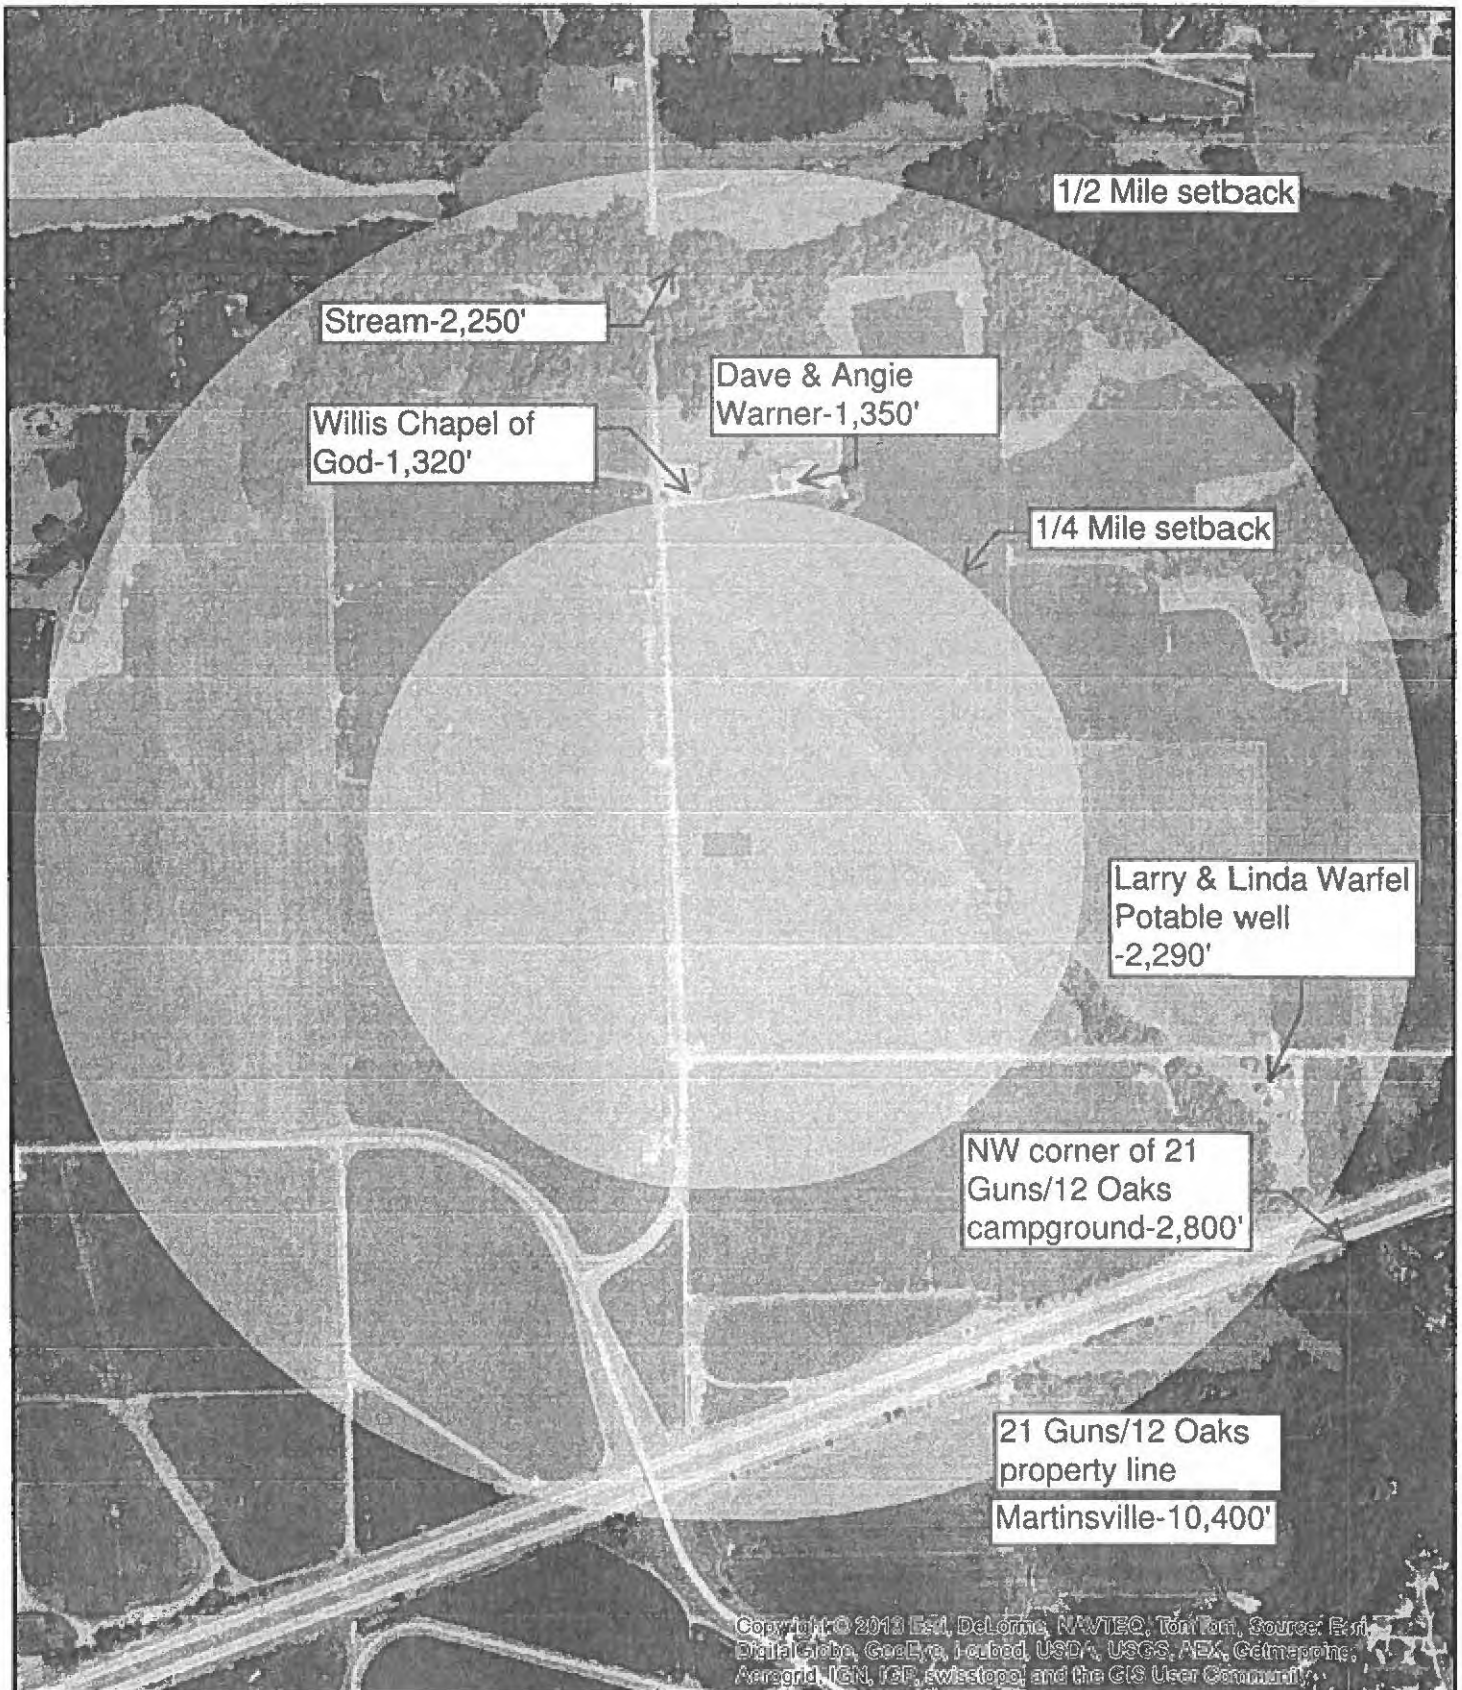 1/2 Mile setback
Stream-2,250'
Dave & Angie
Warner-1,350'
Willis Chapel of
God-1,320'
1/4 Mile setback
Larry & Linda Warfel
Potable well
-2,290'
NW corner of 21
Guns/12 Oaks
campground-2,800'
21 Guns/12 Oaks
property line
Martinsville-10,400'
Copyright:© 2013 Esri, DeLorme, NAVTEQ, TomTom, Source: Esri,
DigitalGlobe, GeoEye, i-cubed, USDA, USGS, AEX, Getmapping,
Aerogrid, IGN, IGP, swisstopo, and the GIS User Community